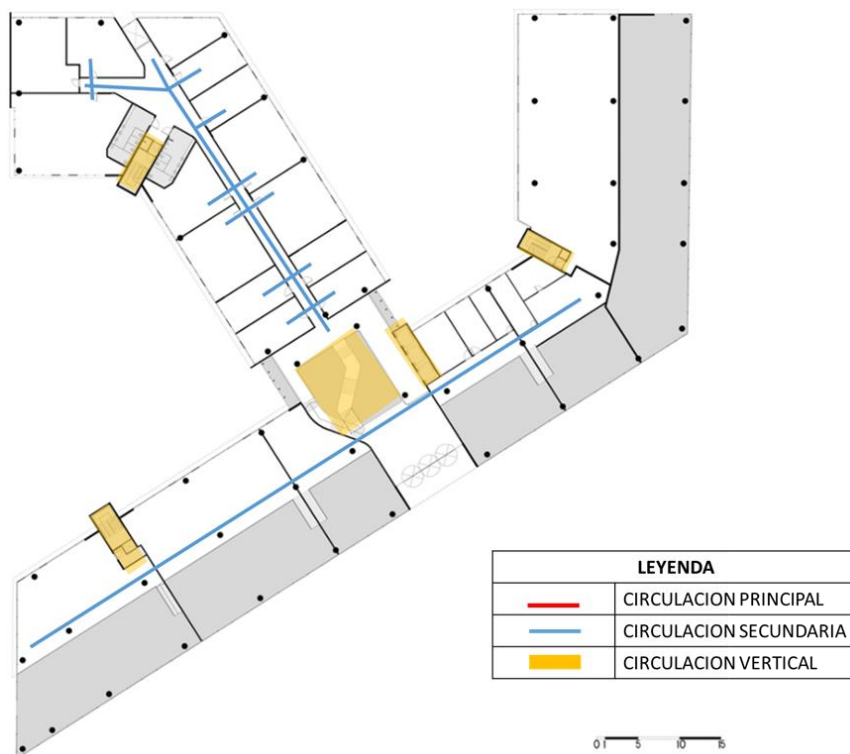 LEYENDA
CIRCULACION PRINCIPAL
CIRCULACION SECUNDARIA
CIRCULACION VERTICAL
0 1 5 10 15